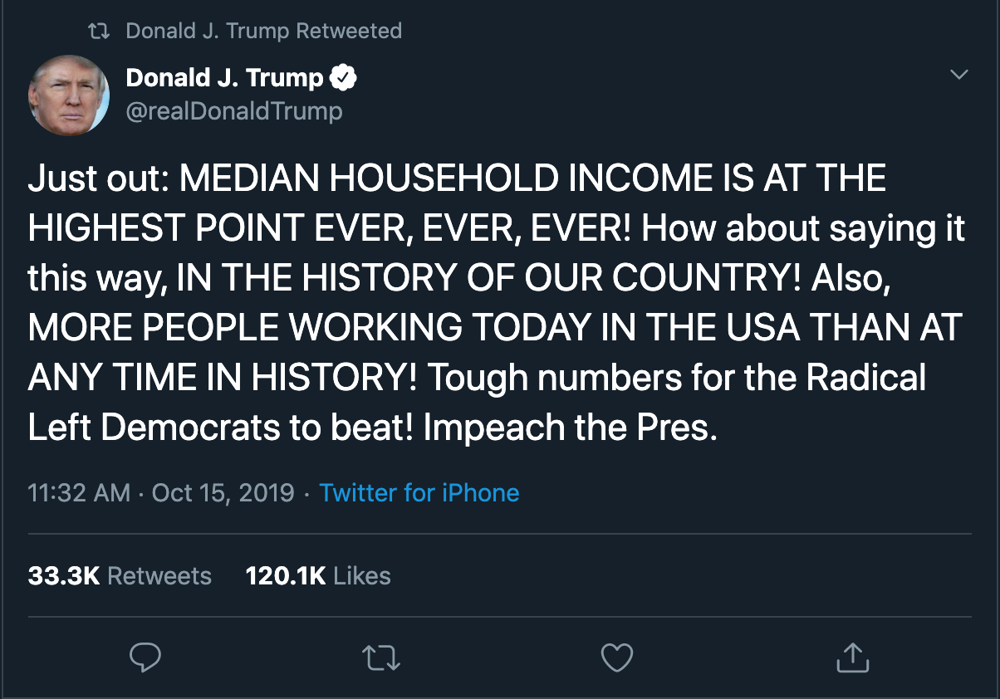 Donald J. Trump Retweeted
Donald J. Trump
@realDonaldTrump
Just out: MEDIAN HOUSEHOLD INCOME IS AT THE
HIGHEST POINT EVER, EVER, EVER! How about saying it
this way, IN THE HISTORY OF OUR COUNTRY! Also,
MORE PEOPLE WORKING TODAY IN THE USA THAN AT
ANY TIME IN HISTORY! Tough numbers for the Radical
Left Democrats to beat! Impeach the Pres.
11:32 AM · Oct 15, 2019 · Twitter for iPhone
33.3K Retweets 120.1K Likes